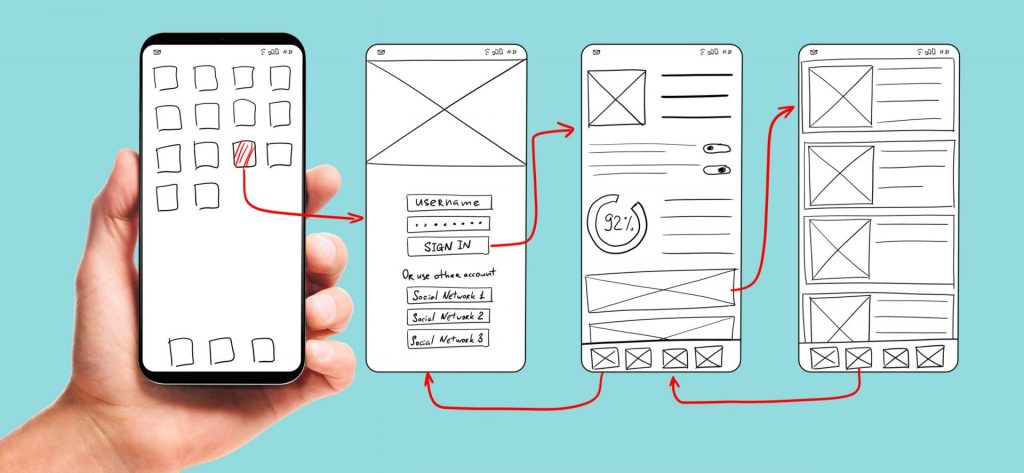 Username
SIGN IN
Or use other account
Social Network 1
Social Network 2
Social Network 3
92%